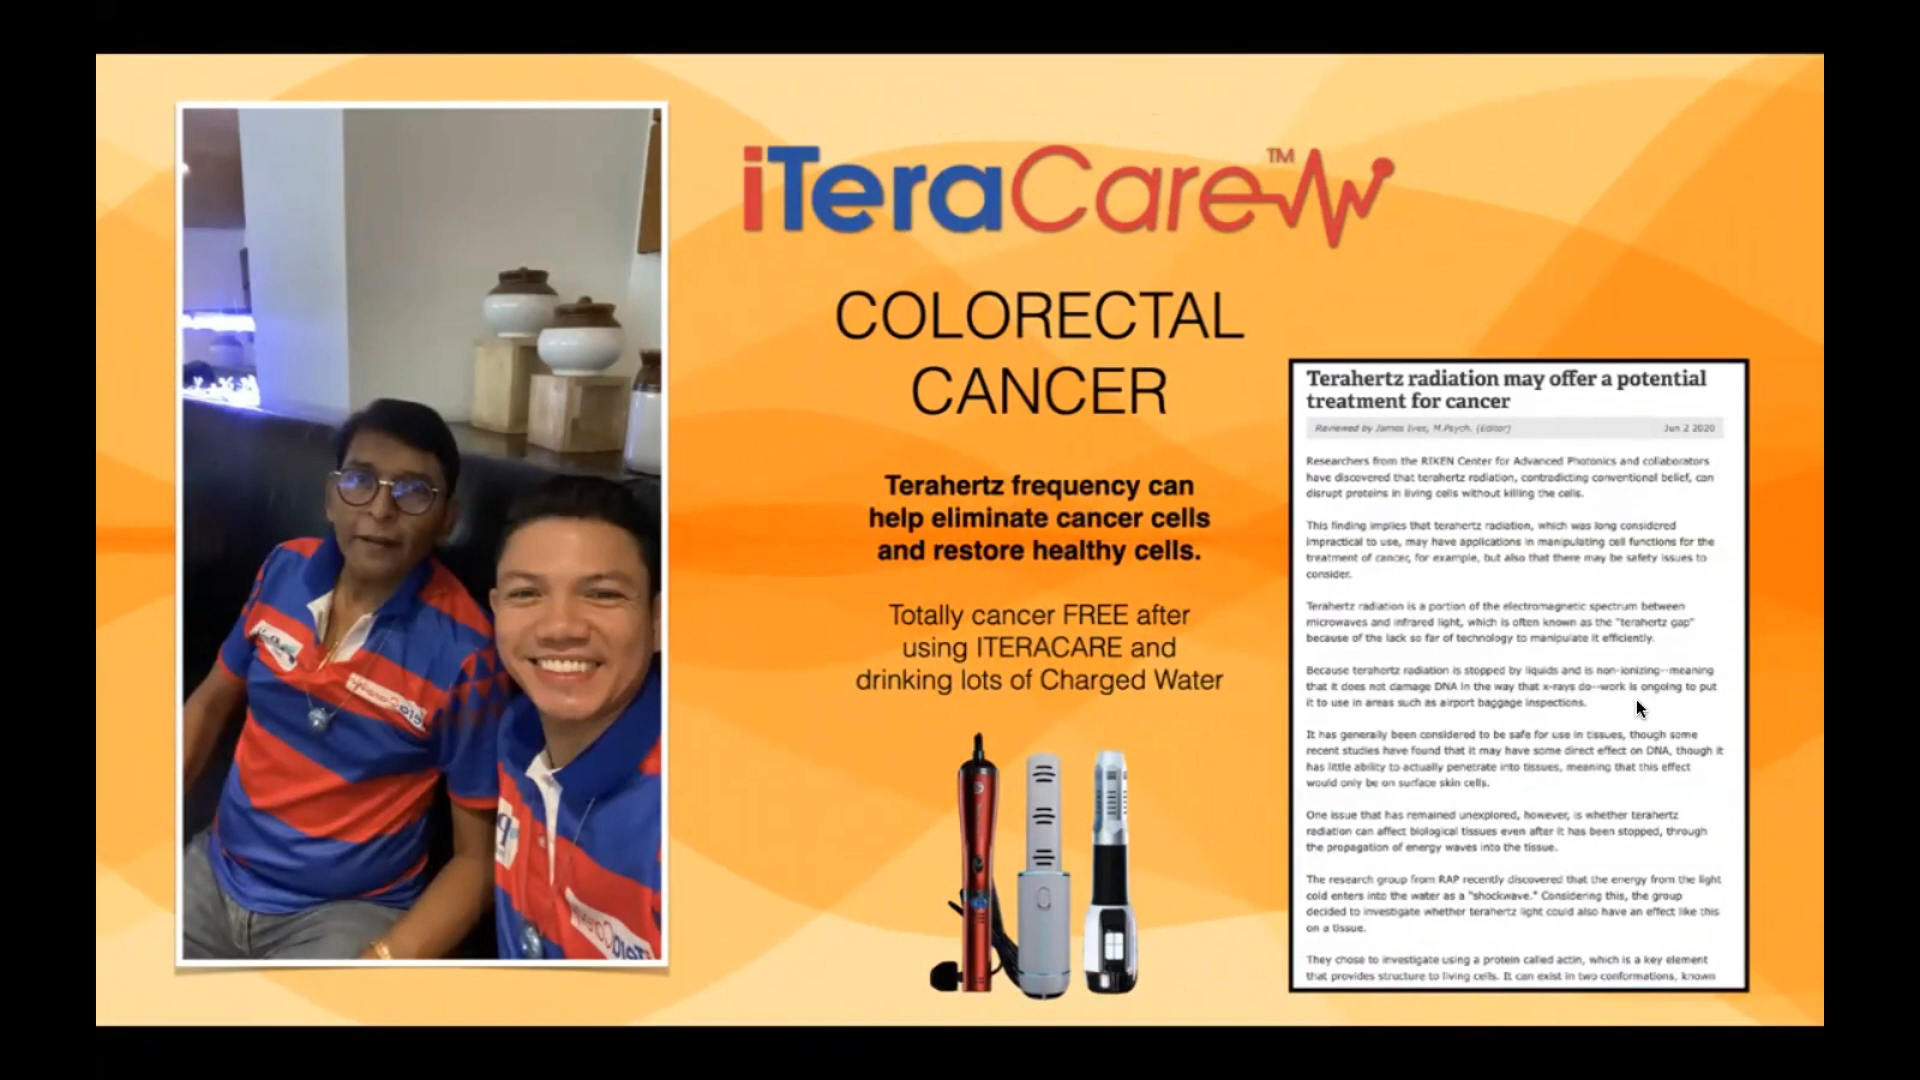 iTeraCare™
COLORECTAL
CANCER
Terahertz frequency can
help eliminate cancer cells
and restore healthy cells.
Totally cancer FREE after
using ITERACARE and
drinking lots of Charged Water
Terahertz radiation may offer a potential
treatment for cancer
Reviewed by James Ives, M.Psych. (Editor) Jun 2 2020
Researchers from the RIKEN Center for Advanced Photonics and collaborators
have discovered that terahertz radiation, contradicting conventional belief, can
disrupt proteins in living cells without killing the cells.
This finding implies that terahertz radiation, which was long considered
impractical to use, may have applications in manipulating cell functions for the
treatment of cancer, for example, but also that there may be safety issues to
consider.
Terahertz radiation is a portion of the electromagnetic spectrum between
microwaves and infrared light, which is often known as the "terahertz gap"
because of the lack so far of technology to manipulate it efficiently.
Because terahertz radiation is stopped by liquids and is non-ionizing--meaning
that it does not damage DNA in the way that x-rays do--work is ongoing to put
it to use in areas such as airport baggage inspections.
It has generally been considered to be safe for use in tissues, though some
recent studies have found that it may have some direct effect on DNA, though it
has little ability to actually penetrate into tissues, meaning that this effect
would only be on surface skin cells.
One issue that has remained unexplored, however, is whether terahertz
radiation can affect biological tissues even after it has been stopped, through
the propagation of energy waves into the tissue.
The research group from RAP recently discovered that the energy from the light
cold enters into the water as a "shockwave." Considering this, the group
decided to investigate whether terahertz light could also have an effect like this
on a tissue.
They chose to investigate using a protein called actin, which is a key element
that provides structure to living cells. It can exist in two conformations, known